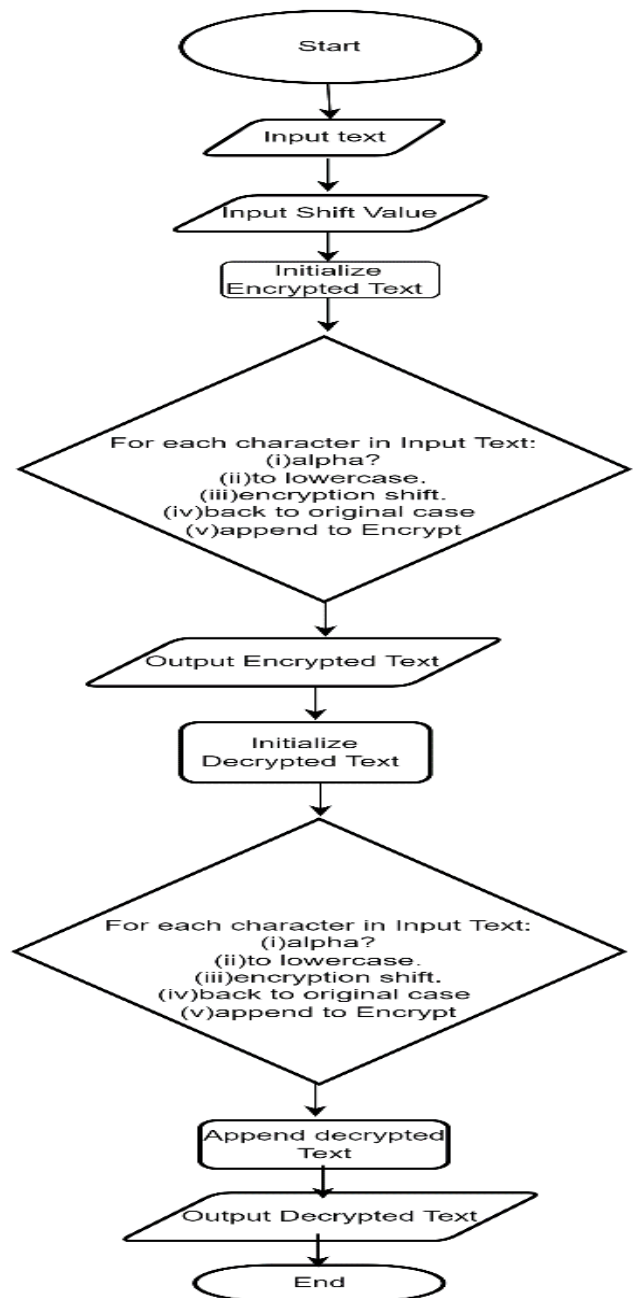 Start
Input text
Input Shift Value
Initialize
Encrypted Text
For each character in Input Text:
(i)alpha?
(ii)to lowercase.
(iii)encryption shift.
(iv)back to original case
(v)append to Encrypt
Output Encrypted Text
Initialize
Decrypted Text
For each character in Input Text:
(i)alpha?
(ii)to lowercase.
(iii)encryption shift.
(iv)back to original case
(v)append to Encrypt
Append decrypted
Text
Output Decrypted Text
End